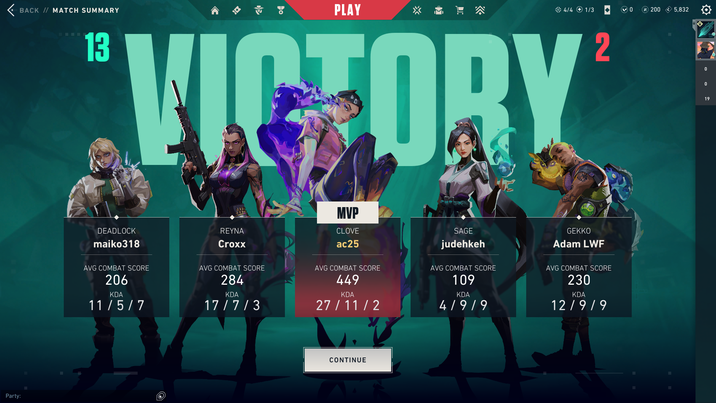 BACK // MATCH SUMMARY
PLAY
4/4
1/3
0
200
5,832
13
VICTORY
2
0
0
19
MVP
DEADLOCK
maiko318
AVG COMBAT SCORE
206
KDA
11 / 5 / 7
REYNA
Croxx
AVG COMBAT SCORE
284
KDA
17 / 7 / 3
CLOVE
ac25
AVG COMBAT SCORE
449
KDA
27 / 11 / 2
SAGE
judehkeh
AVG COMBAT SCORE
109
KDA
4 / 9 / 9
GEKKO
Adam LWF
AVG COMBAT SCORE
230
KDA
12 / 9 / 9
CONTINUE
Party: